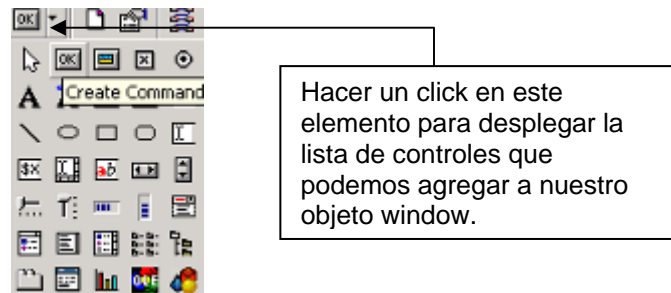 OK
OK
Create Command
A
$×
ab
Hacer un click en este
elemento para desplegar la
lista de controles que
podemos agregar a nuestro
objeto window.